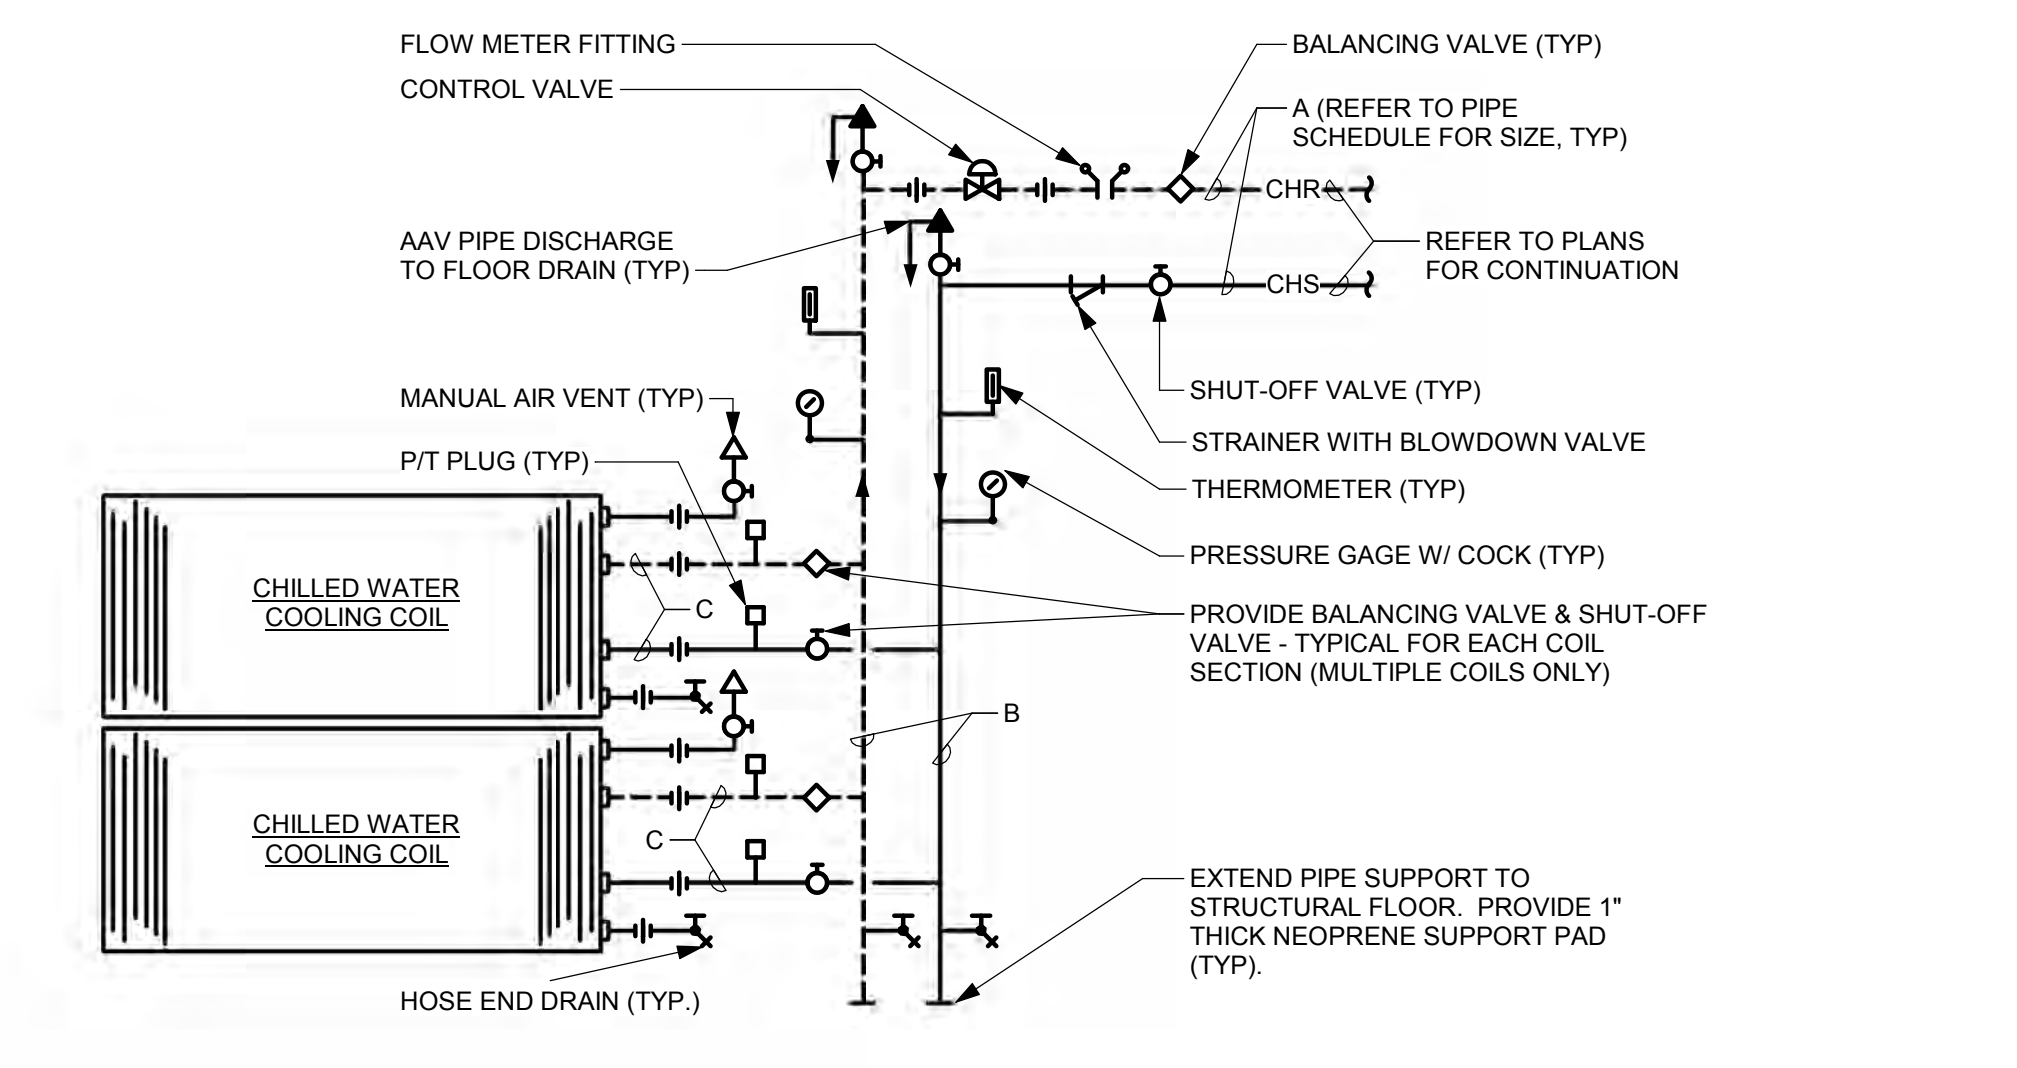 FLOW METER FITTING
CONTROL VALVE
BALANCING VALVE (TYP)
A (REFER TO PIPE
SCHEDULE FOR SIZE, TYP)
CHR
AAV PIPE DISCHARGE
TO FLOOR DRAIN (TYP)
REFER TO PLANS
FOR CONTINUATION
CHS
MANUAL AIR VENT (TYP)
P/T PLUG (TYP)
SHUT-OFF VALVE (TYP)
STRAINER WITH BLOWDOWN VALVE
THERMOMETER (TYP)
PRESSURE GAGE W/ COCK (TYP)
CHILLED WATER
COOLING COIL
C
PROVIDE BALANCING VALVE & SHUT-OFF
VALVE - TYPICAL FOR EACH COIL
SECTION (MULTIPLE COILS ONLY)
B
CHILLED WATER
COOLING COIL
C
EXTEND PIPE SUPPORT TO
STRUCTURAL FLOOR.  PROVIDE 1"
THICK NEOPRENE SUPPORT PAD
(TYP).
HOSE END DRAIN (TYP.)